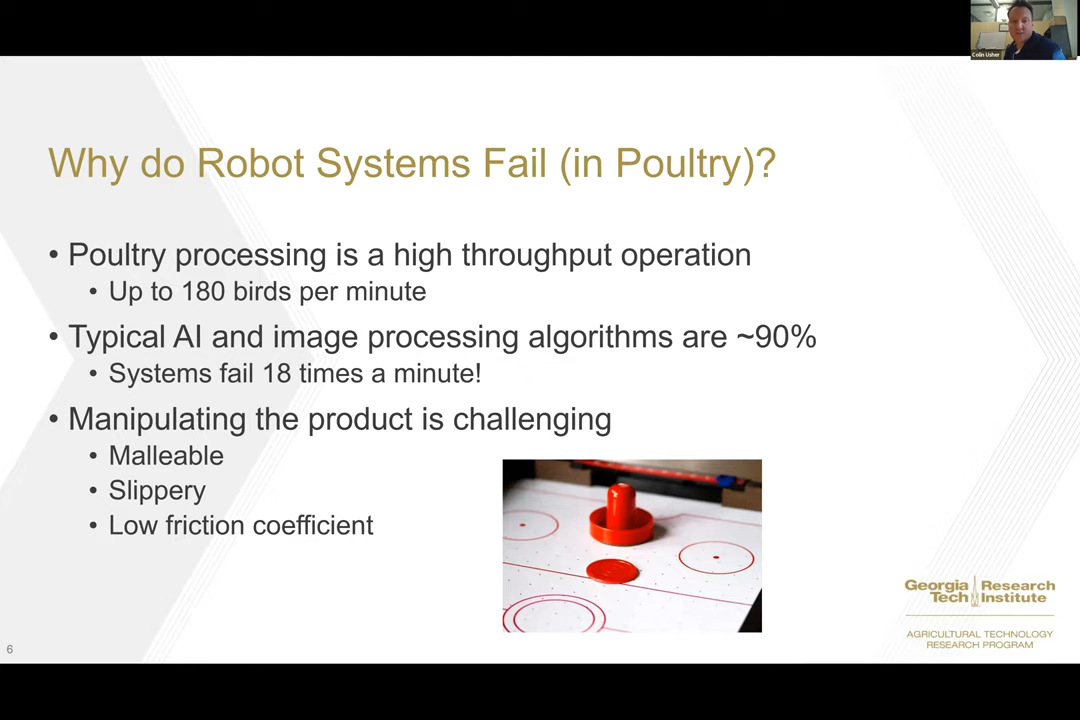 Colin Usher
Why do Robot Systems Fail (in Poultry)?
• Poultry processing is a high throughput operation
• Up to 180 birds per minute
• Typical AI and image processing algorithms are ~90%
• Systems fail 18 times a minute!
• Manipulating the product is challenging
• Malleable
• Slippery
• Low friction coefficient
Georgia Tech
Research Institute
AGRICULTURAL TECHNOLOGY
RESEARCH PROGRAM
6